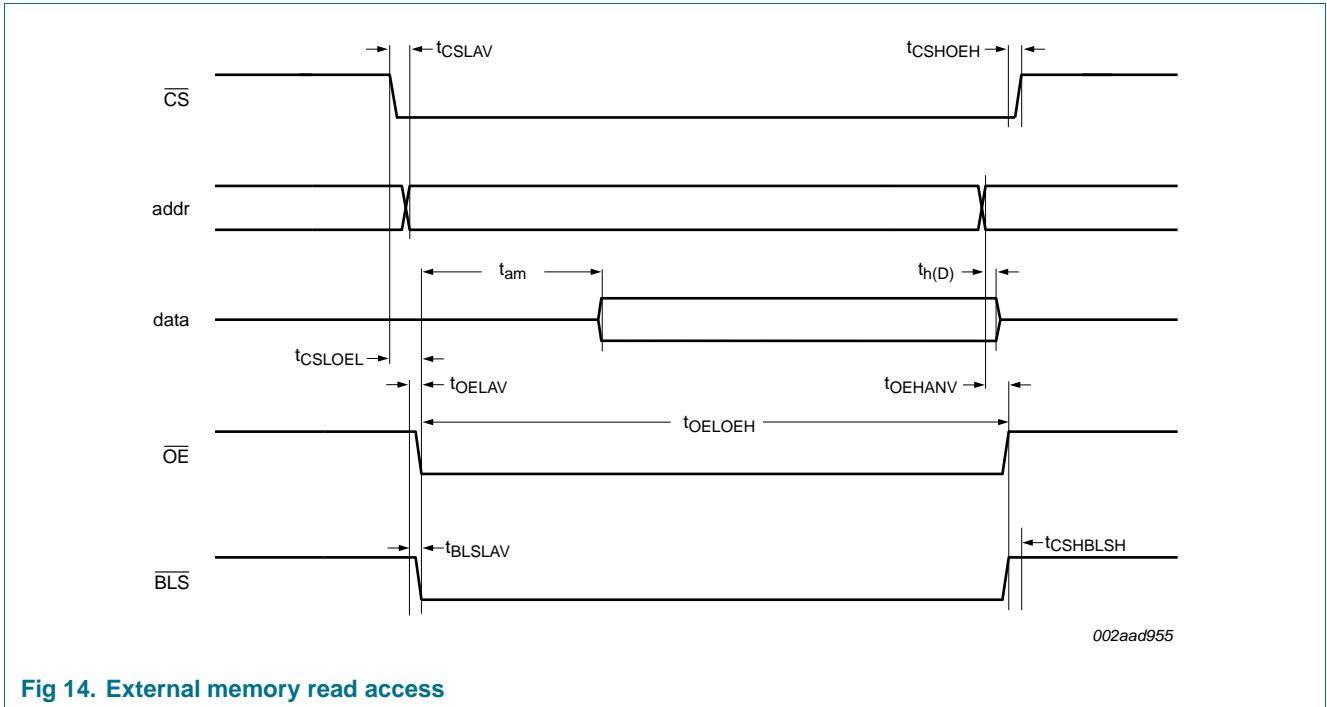 tCSLAV
tCSHOEH
CS
addr
tam
th(D)
data
tCSLOEL
tOELAV
tOEHANV
tOELOEH
OE
tBLSLAV
tCSHBLSH
BLS
002aad955
Fig 14. External memory read access